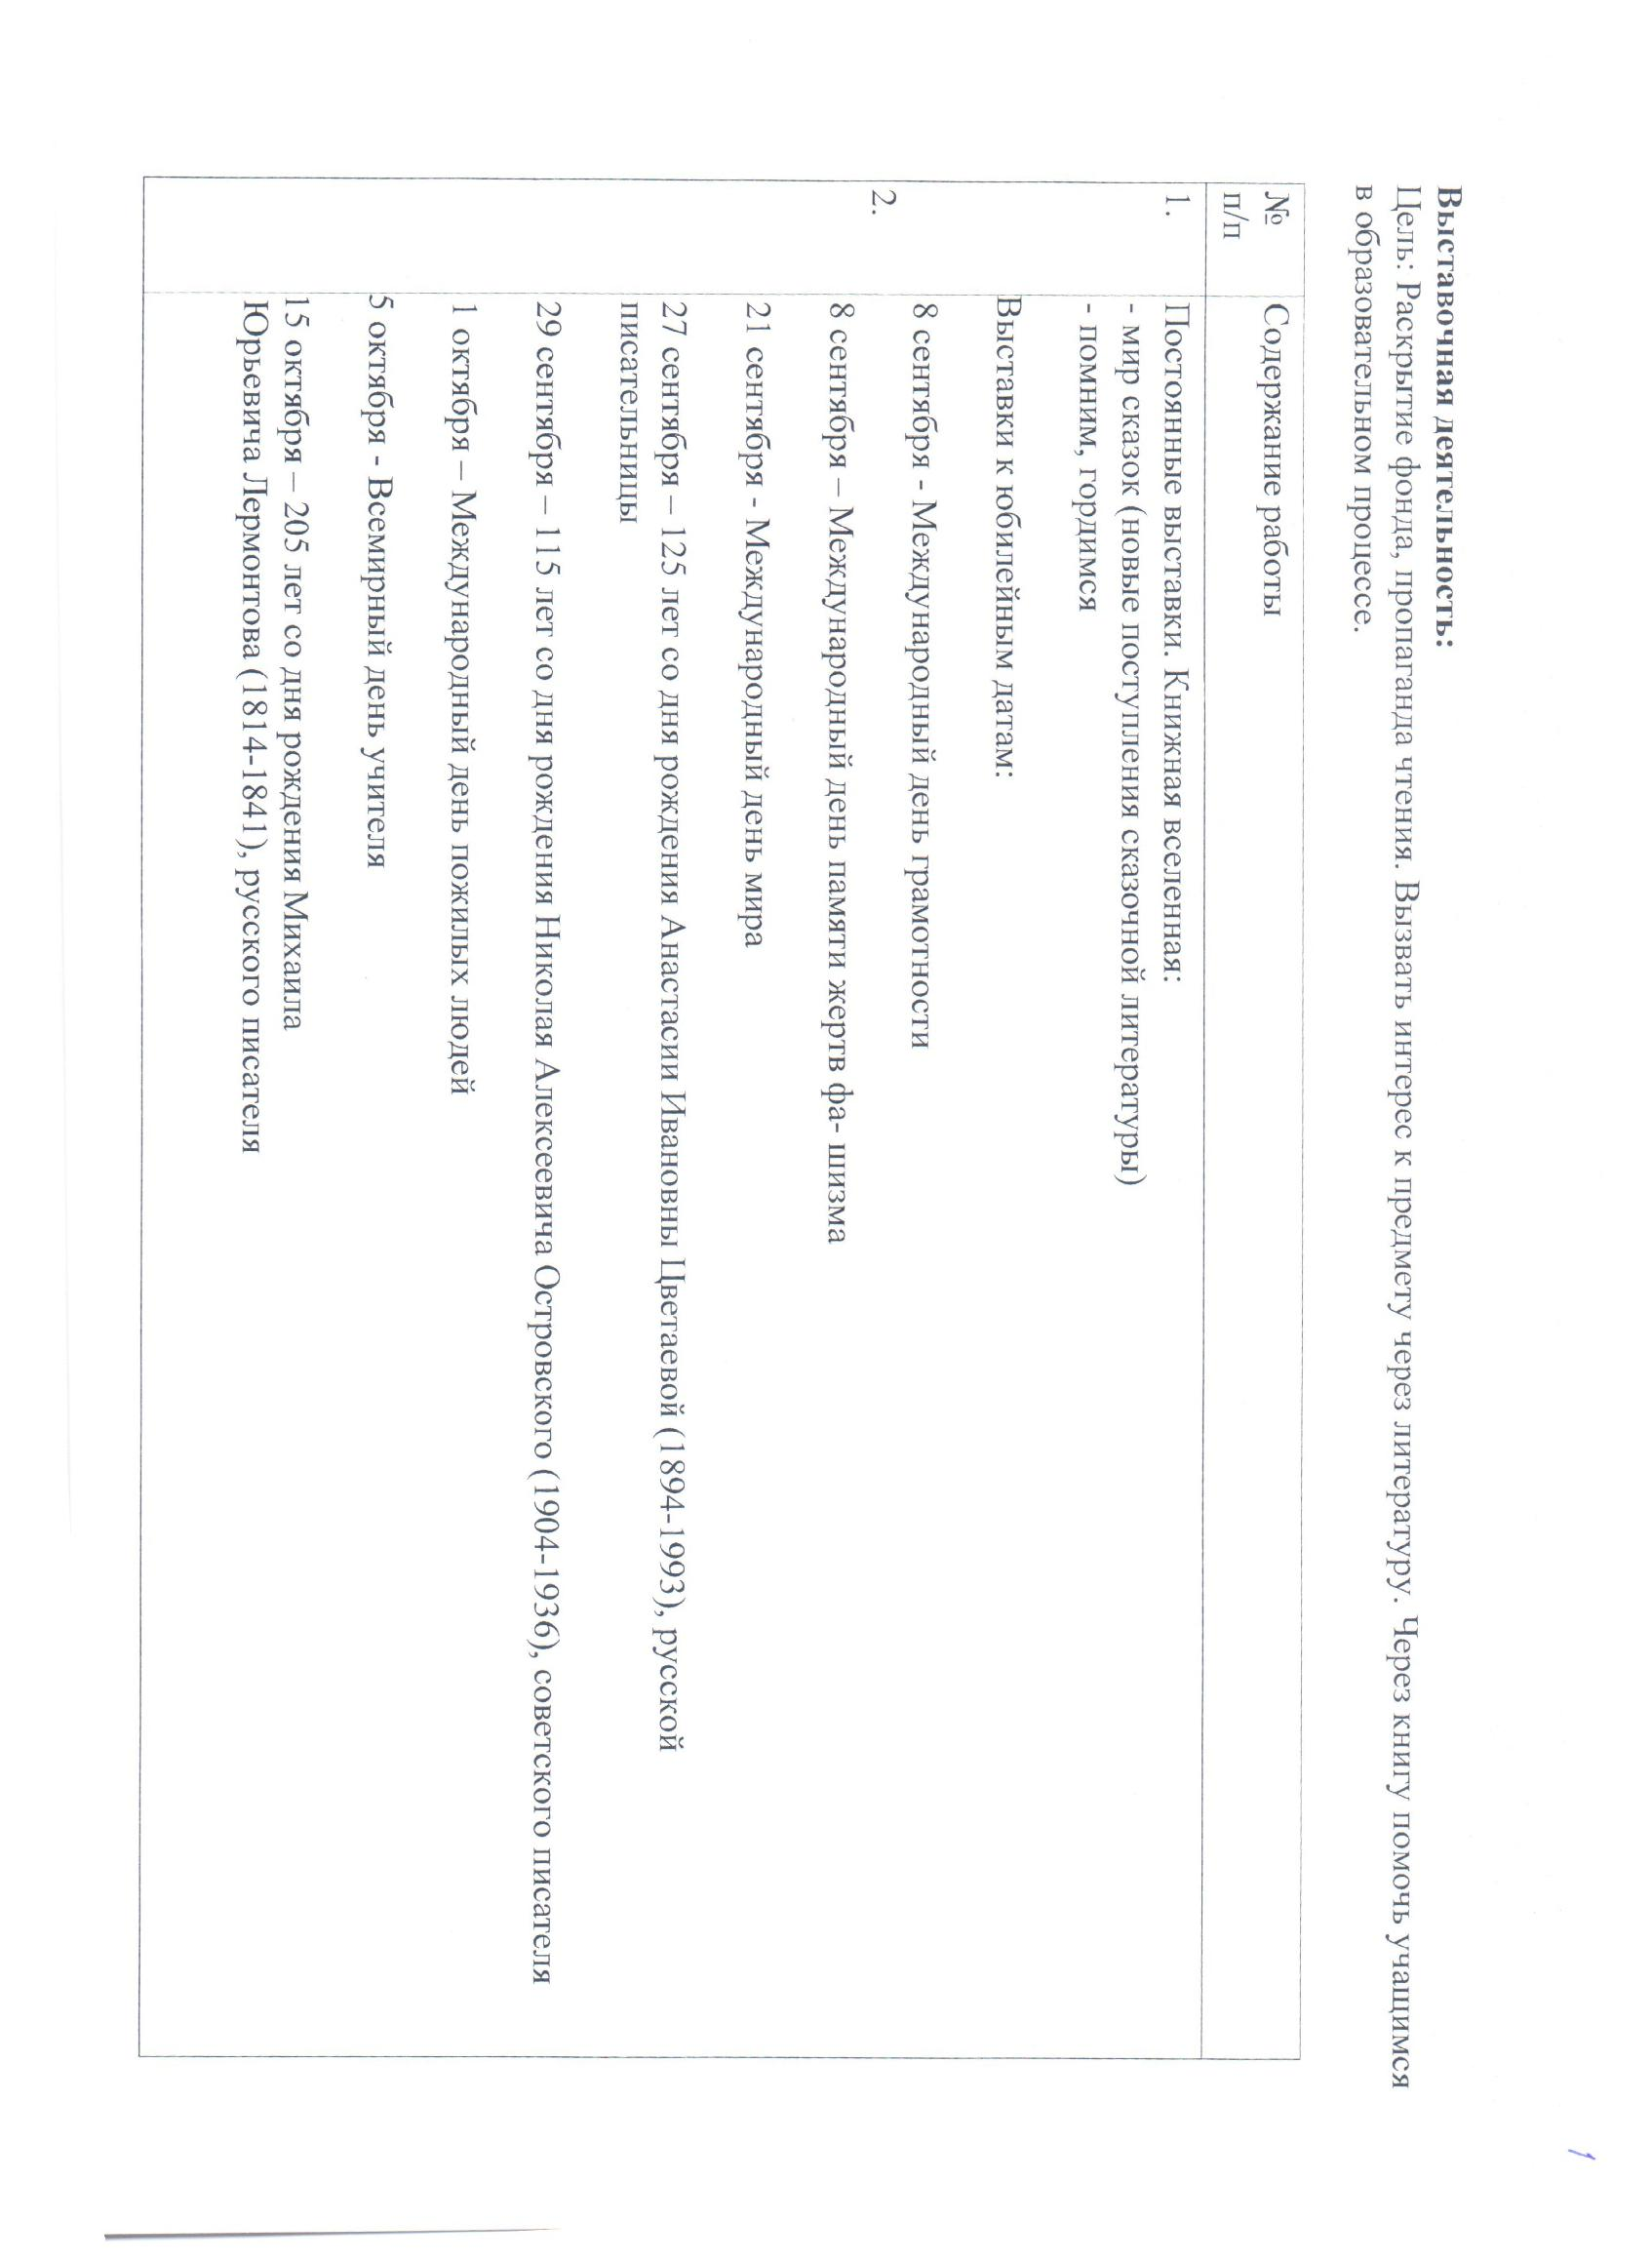 Выставочная деятельность:
Цель: Раскрытие фонда, пропаганда чтения. Вызвать интерес к предмету через литературу. Через книгу помочь учащимся
в образовательном процессе.
№
п/п
Содержание работы
1.
Постоянные выставки. Книжная вселенная:
- мир сказок (новые поступления сказочной литературы)
- помним, гордимся
2.
Выставки к юбилейным датам:
8 сентября - Международный день грамотности
8 сентября – Международный день памяти жертв фа- шизма
21 сентября - Международный день мира
27 сентября – 125 лет со дня рождения Анастасии Ивановны Цветаевой (1894-1993), русской
писательницы
29 сентября – 115 лет со дня рождения Николая Алексеевича Островского (1904-1936), советского писателя
1 октября – Международный день пожилых людей
5 октября - Всемирный день учителя
15 октября – 205 лет со дня рождения Михаила
Юрьевича Лермонтова (1814-1841), русского писателя